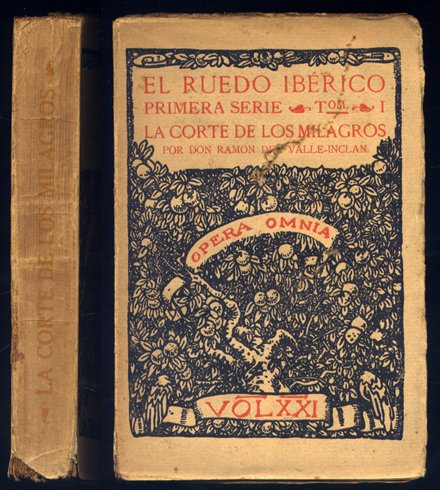 LA CORTE DE LOS MILAGROS
EL RUEDO IBÉRICO
PRIMERA SERIE TOM. I
LA CORTE DE LOS MILAGROS
POR DON RAMON DEL VALLE-INCLAN.
OPERA OMNIA
VOL XXI